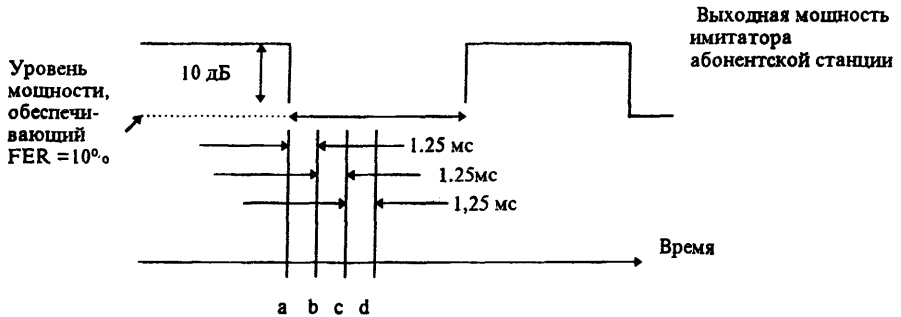 Выходная мощность
имитатора
абонентской станции
Уровень
мощности,
обеспечи-
вающий
FER =10%
10 дБ
1.25 мс
1.25мс
1,25 мс
Время
a b c d